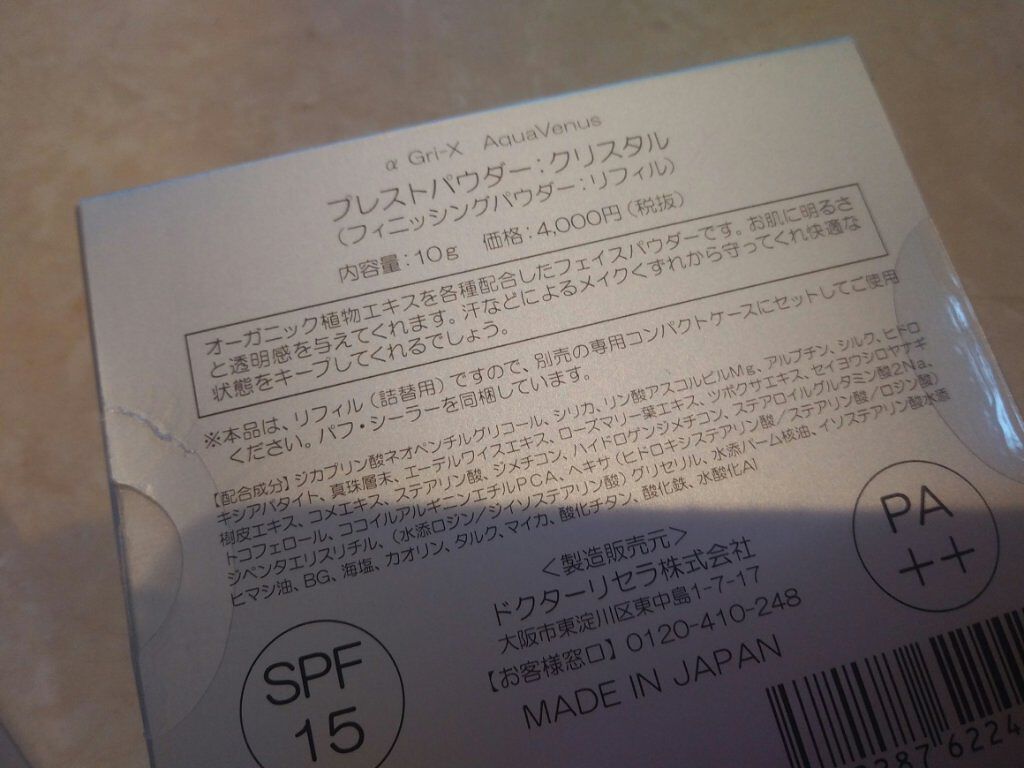 α Gri-X AquaVenus
プレストパウダー：クリスタル
（フィニッシングパウダー：リフィル）
内容量：10g 価格：4,000円（税抜）
オーガニック植物エキスを各種配合したフェイスパウダーです。お肌に明るさ
と透明感を与えてくれます。汗などによるメイクくずれから守ってくれ快適な
状態をキープしてくれるでしょう。
※本品は、リフィル（詰替用）ですので、別売の専用コンパクトケースにセットしてご使用
ください。パフ・シーラーを同梱しています。
【配合成分】ジカプリン酸ネオペンチルグリコール、シリカ、リン酸アスコルビルMg、アルブチン、シルク、ヒドロ
キシアパタイト、真珠層末、エーデルワイスエキス、ローズマリー葉エキス、ツボクサエキス、セイヨウシロヤナギ
樹皮エキス、コメエキス、ステアリン酸、ジメチコン、ハイドロゲンジメチコン、ステアロイルグルタミン酸2Na、
トコフェロール、ココイルアルギニンエチルPCA、ヘキサ（ヒドロキシステアリン酸／ステアリン酸／ロジン酸）
ジペンタエリスリチル、（水添ロジン／ジイソステアリン酸）グリセリル、水添パーム核油、イソステアリン酸水添
ヒマシ油、BG、海塩、カオリン、タルク、マイカ、酸化チタン、酸化鉄、水酸化Al
＜製造販売元＞
ドクターリセラ株式会社
大阪市東淀川区東中島1-7-17
【お客様窓口】0120-410-248
MADE IN JAPAN
SPF
15
PA
++
287 6224